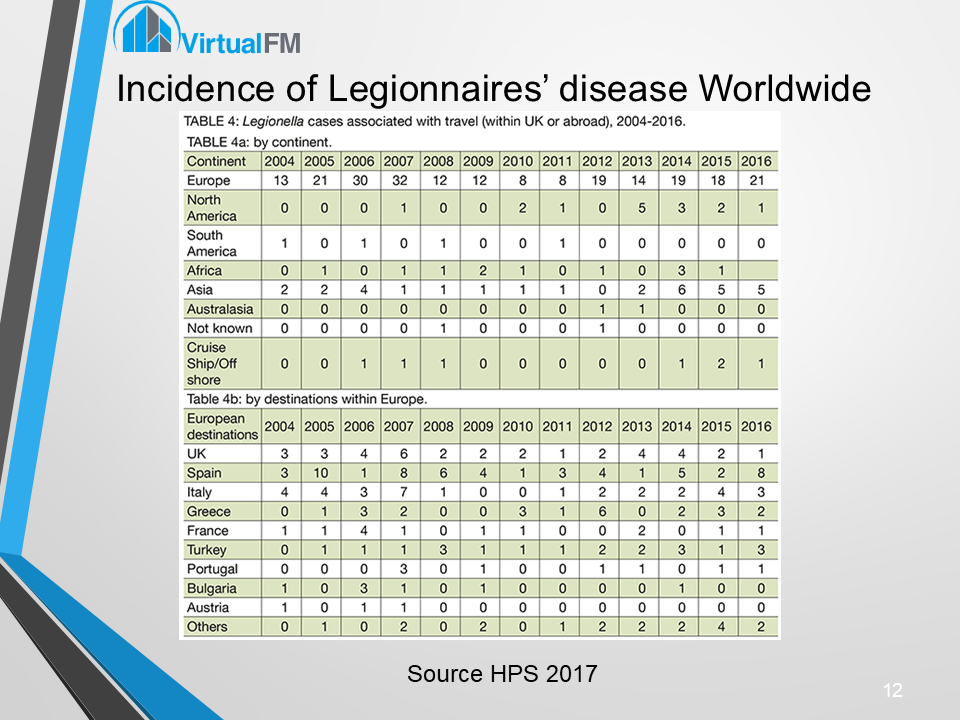 VirtualFM
Incidence of Legionnaires’ disease Worldwide
TABLE 4: Legionella cases associated with travel (within UK or abroad), 2004-2016.
TABLE 4a: by continent.
Continent 2004 2005 2006 2007 2008 2009 2010 2011 2012 2013 2014 2015 2016
Europe 13 21 30 32 12 12 8 8 19 14 19 18 21
North
America 0 0 0 1 0 0 2 1 0 5 3 2 1
South
America 1 0 1 0 1 0 0 1 0 0 0 0 0
Africa 0 1 0 1 1 2 1 0 1 0 3 1
Asia 2 2 4 1 1 1 1 1 0 2 6 5 5
Australasia 0 0 0 0 0 0 0 0 1 1 0 0 0
Not known 0 0 0 0 1 0 0 0 1 0 0 0 0
Cruise
Ship/Off 0 0 1 1 1 0 0 0 0 0 1 2 1
shore
Table 4b: by destinations within Europe.
European
destinations 2004 2005 2006 2007 2008 2009 2010 2011 2012 2013 2014 2015 2016
UK 3 3 4 6 2 2 2 1 2 4 4 2 1
Spain 3 10 1 8 6 4 1 3 4 1 5 2 8
Italy 4 4 3 7 1 0 0 1 2 2 2 4 3
Greece 0 1 3 2 0 0 3 1 6 0 2 3 2
France 1 1 4 1 0 1 1 0 0 2 0 1 1
Turkey 0 1 1 1 3 1 1 1 2 2 3 1 3
Portugal 0 0 0 3 0 1 0 0 1 1 0 1 1
Bulgaria 1 0 3 1 0 1 0 0 0 0 1 0 0
Austria 1 0 1 1 0 0 0 0 0 0 0 0 0
Others 0 1 0 2 0 2 0 1 2 2 2 4 2
Source HPS 2017
12